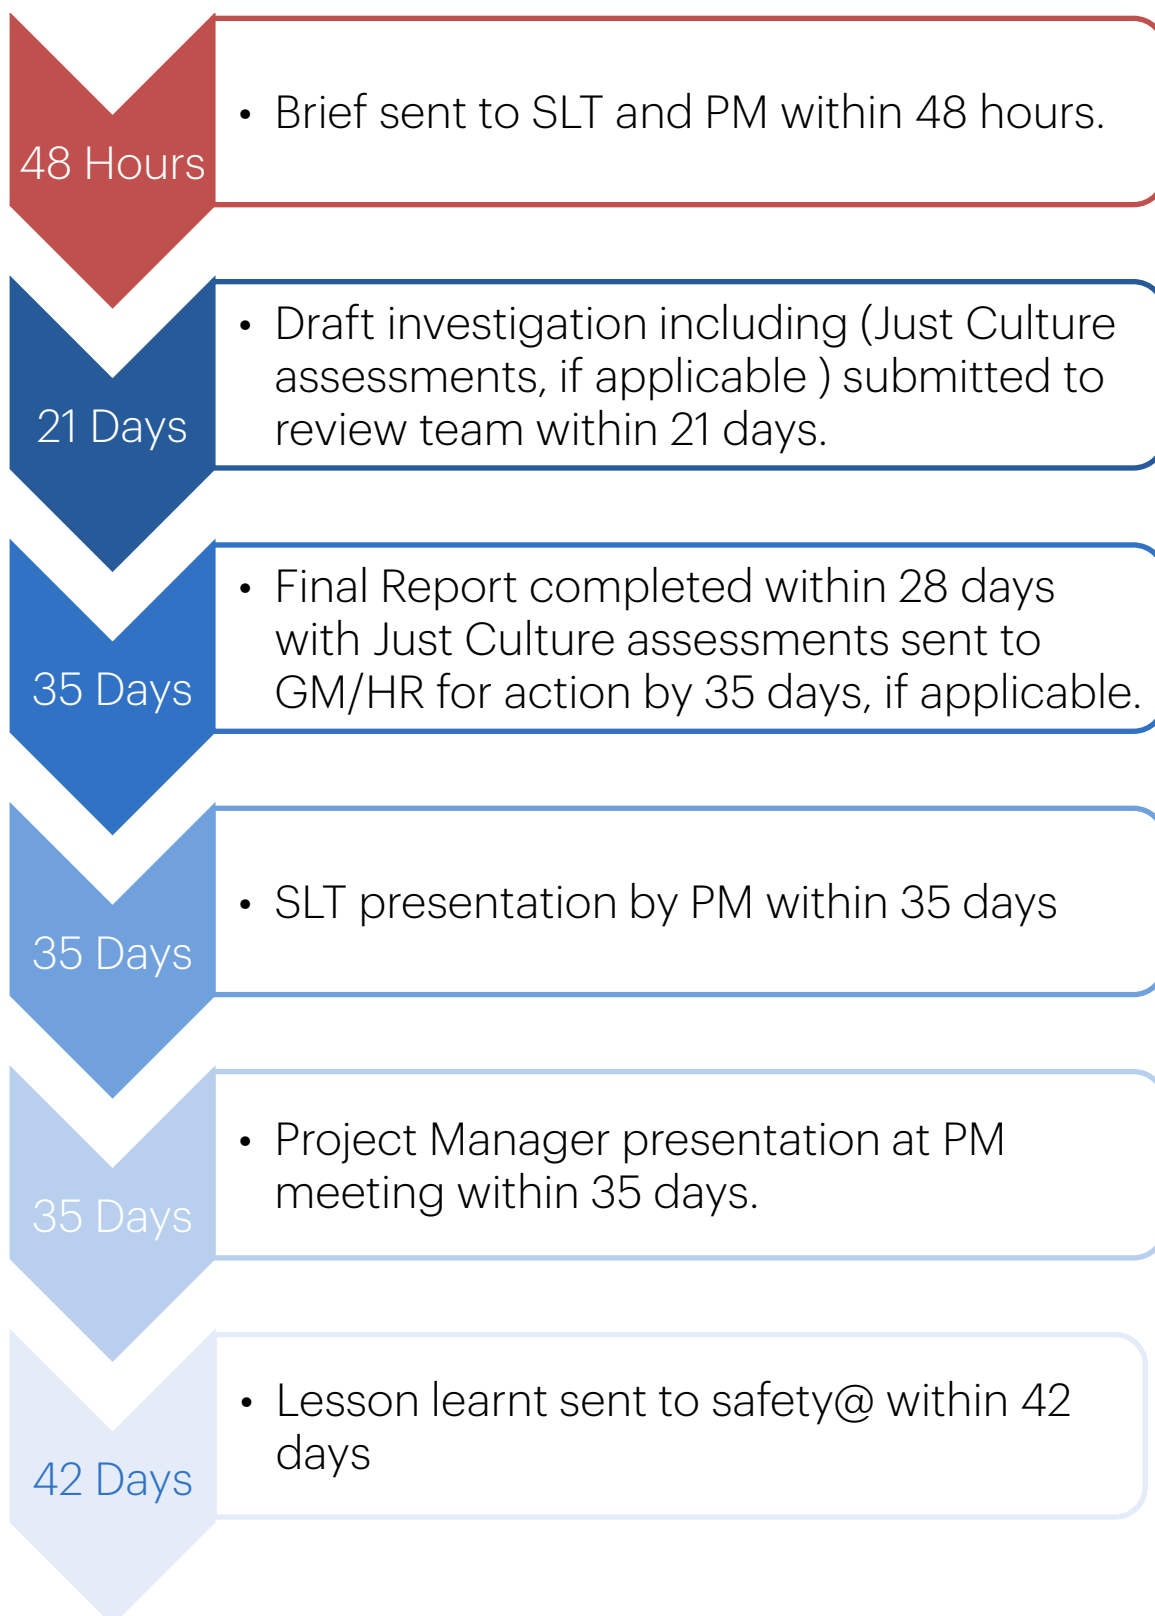 48 Hours
• Brief sent to SLT and PM within 48 hours.
21 Days
• Draft investigation including (Just Culture
assessments, if applicable ) submitted to
review team within 21 days.
35 Days
• Final Report completed within 28 days
with Just Culture assessments sent to
GM/HR for action by 35 days, if applicable.
35 Days
• SLT presentation by PM within 35 days
35 Days
• Project Manager presentation at PM
meeting within 35 days.
42 Days
• Lesson learnt sent to safety@ within 42
days